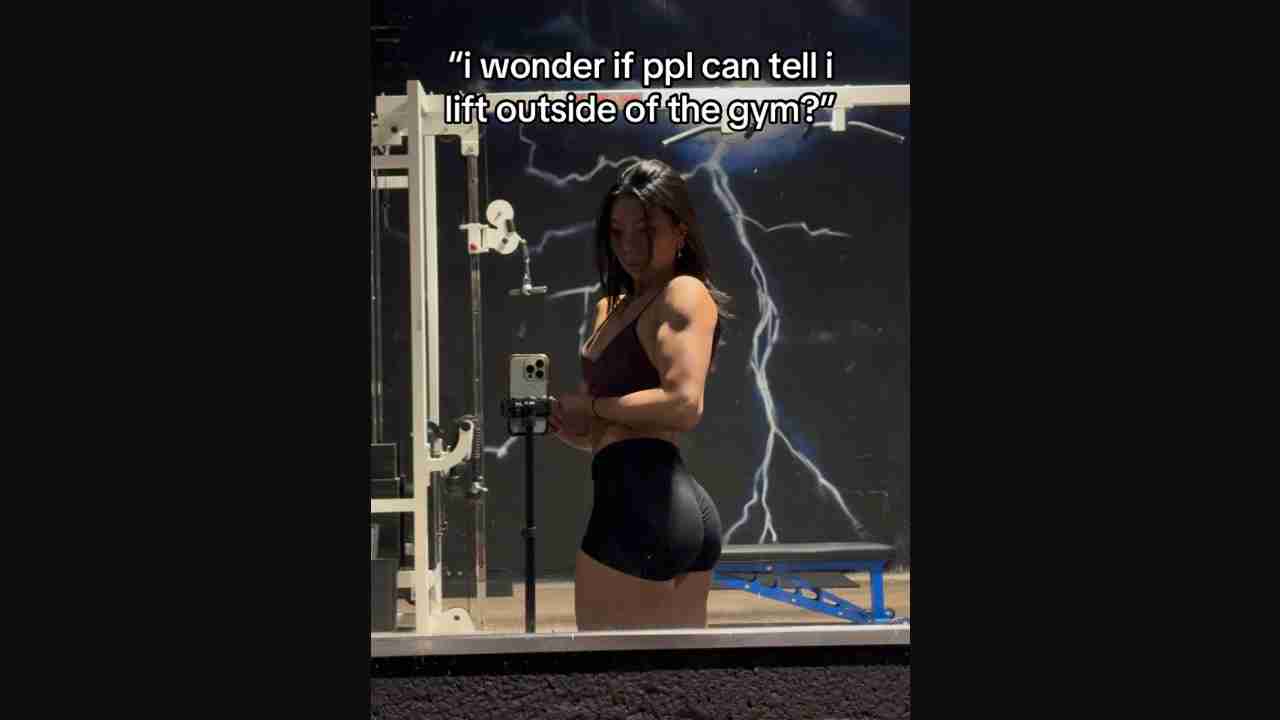 “i wonder if ppl can tell i
lift outside of the gym?”